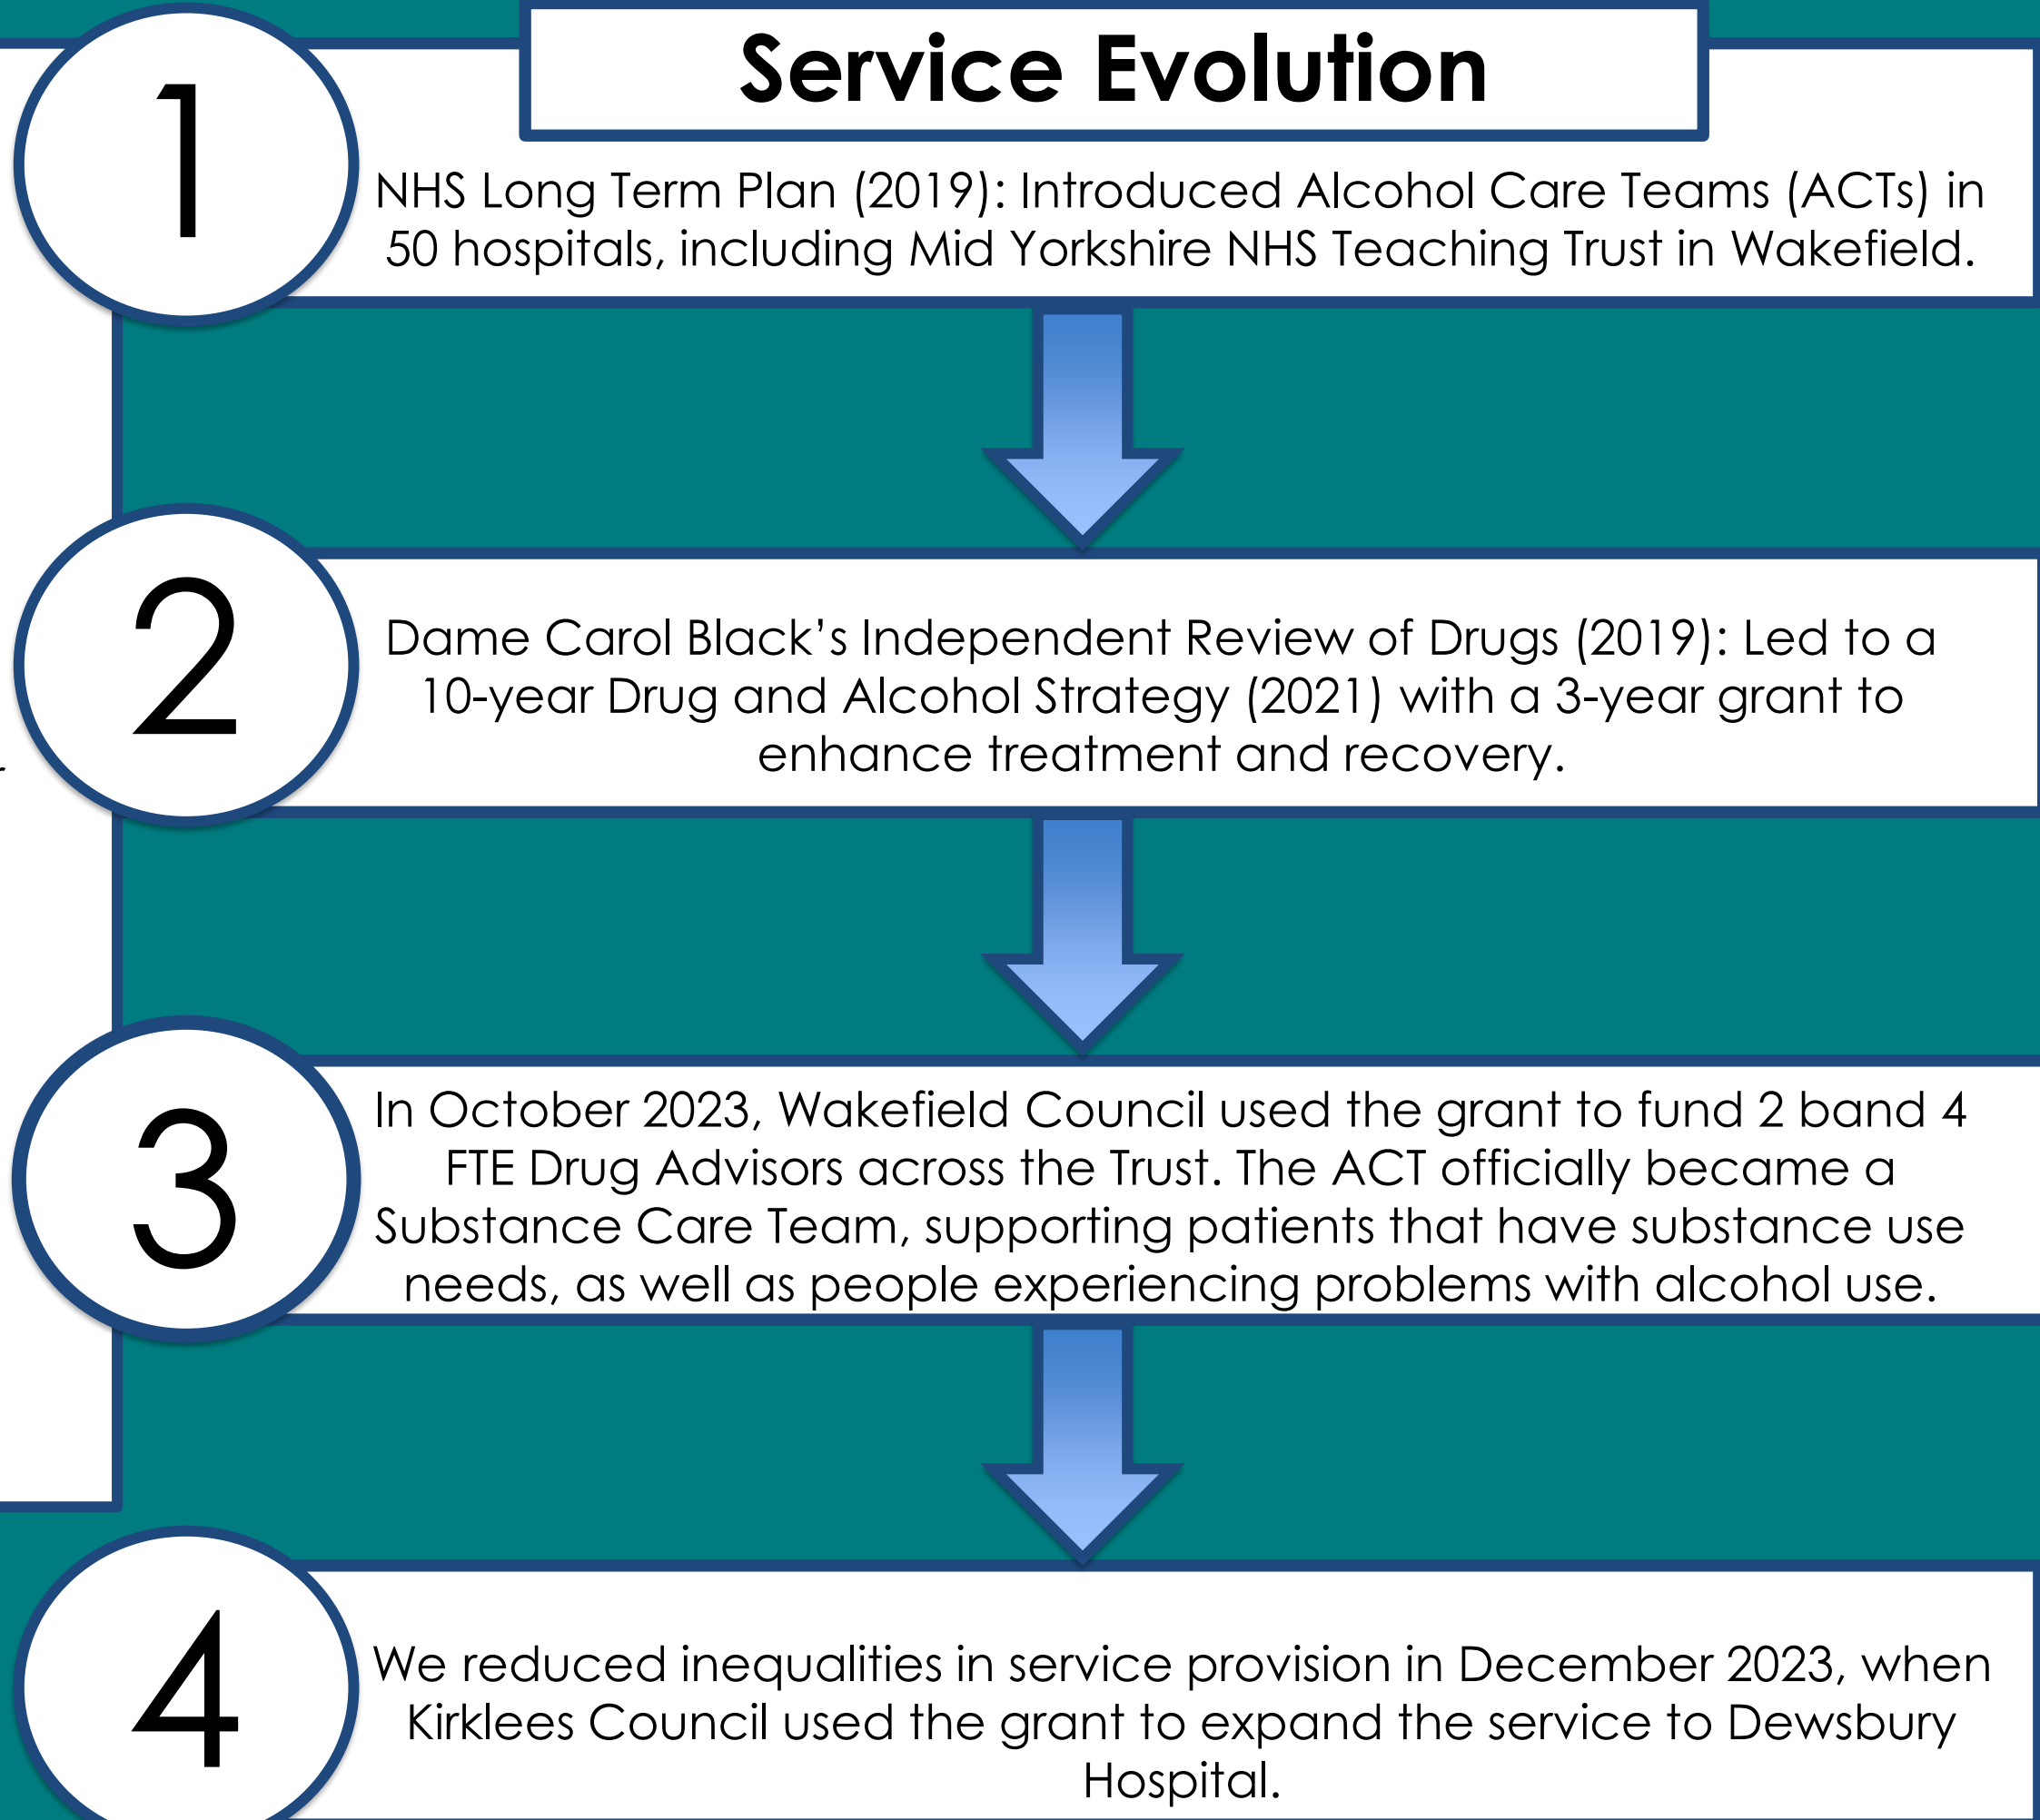 Service Evolution
1
NHS Long Term Plan (2019): Introduced Alcohol Care Teams (ACTs) in
50 hospitals, including Mid Yorkshire NHS Teaching Trust in Wakefield.
2
Dame Carol Black's Independent Review of Drugs (2019): Led to a
10-year Drug and Alcohol Strategy (2021) with a 3-year grant to
enhance treatment and recovery.
3
In October 2023, Wakefield Council used the grant to fund 2 band 4
FTE Drug Advisors across the Trust. The ACT officially became a
Substance Care Team, supporting patients that have substance use
needs, as well as people experiencing problems with alcohol use.
4
We reduced inequalities in service provision in December 2023, when
Kirklees Council used the grant to expand the service to Dewsbury
Hospital.